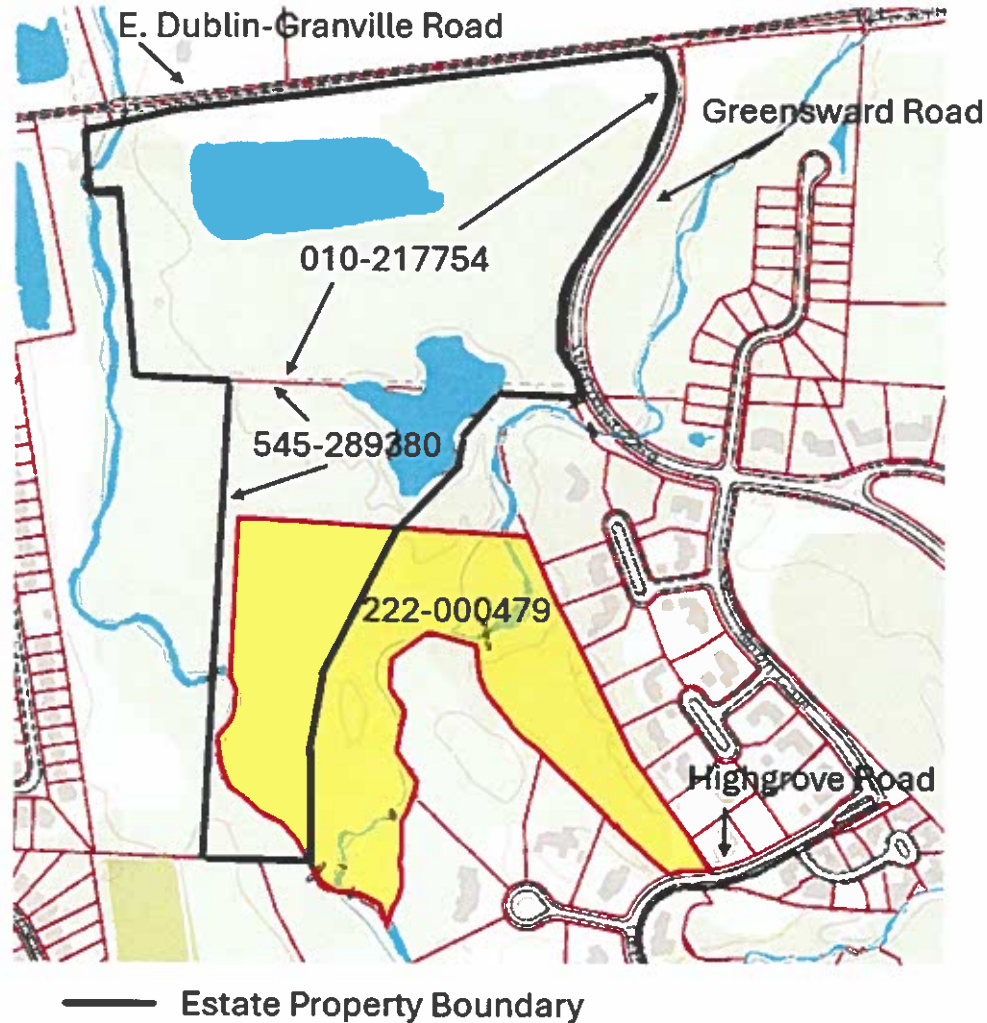 E. Dublin-Granville Road
Greensward Road
010-217754
545-289380
222-000479
Highgrove Road
Estate Property Boundary